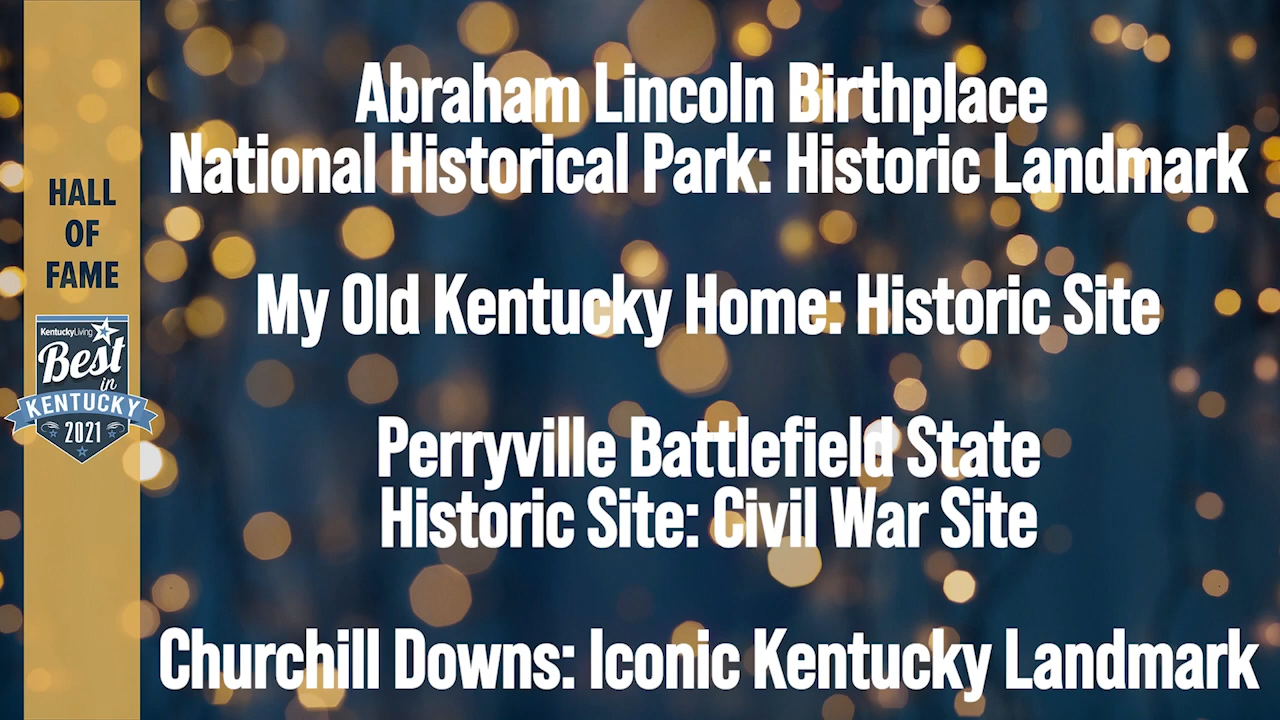 HALL
OF
FAME
KentuckyLiving
Best
in
KENTUCKY
2021
Abraham Lincoln Birthplace
National Historical Park: Historic Landmark
My Old Kentucky Home: Historic Site
Perryville Battlefield State
Historic Site: Civil War Site
Churchill Downs: Iconic Kentucky Landmark